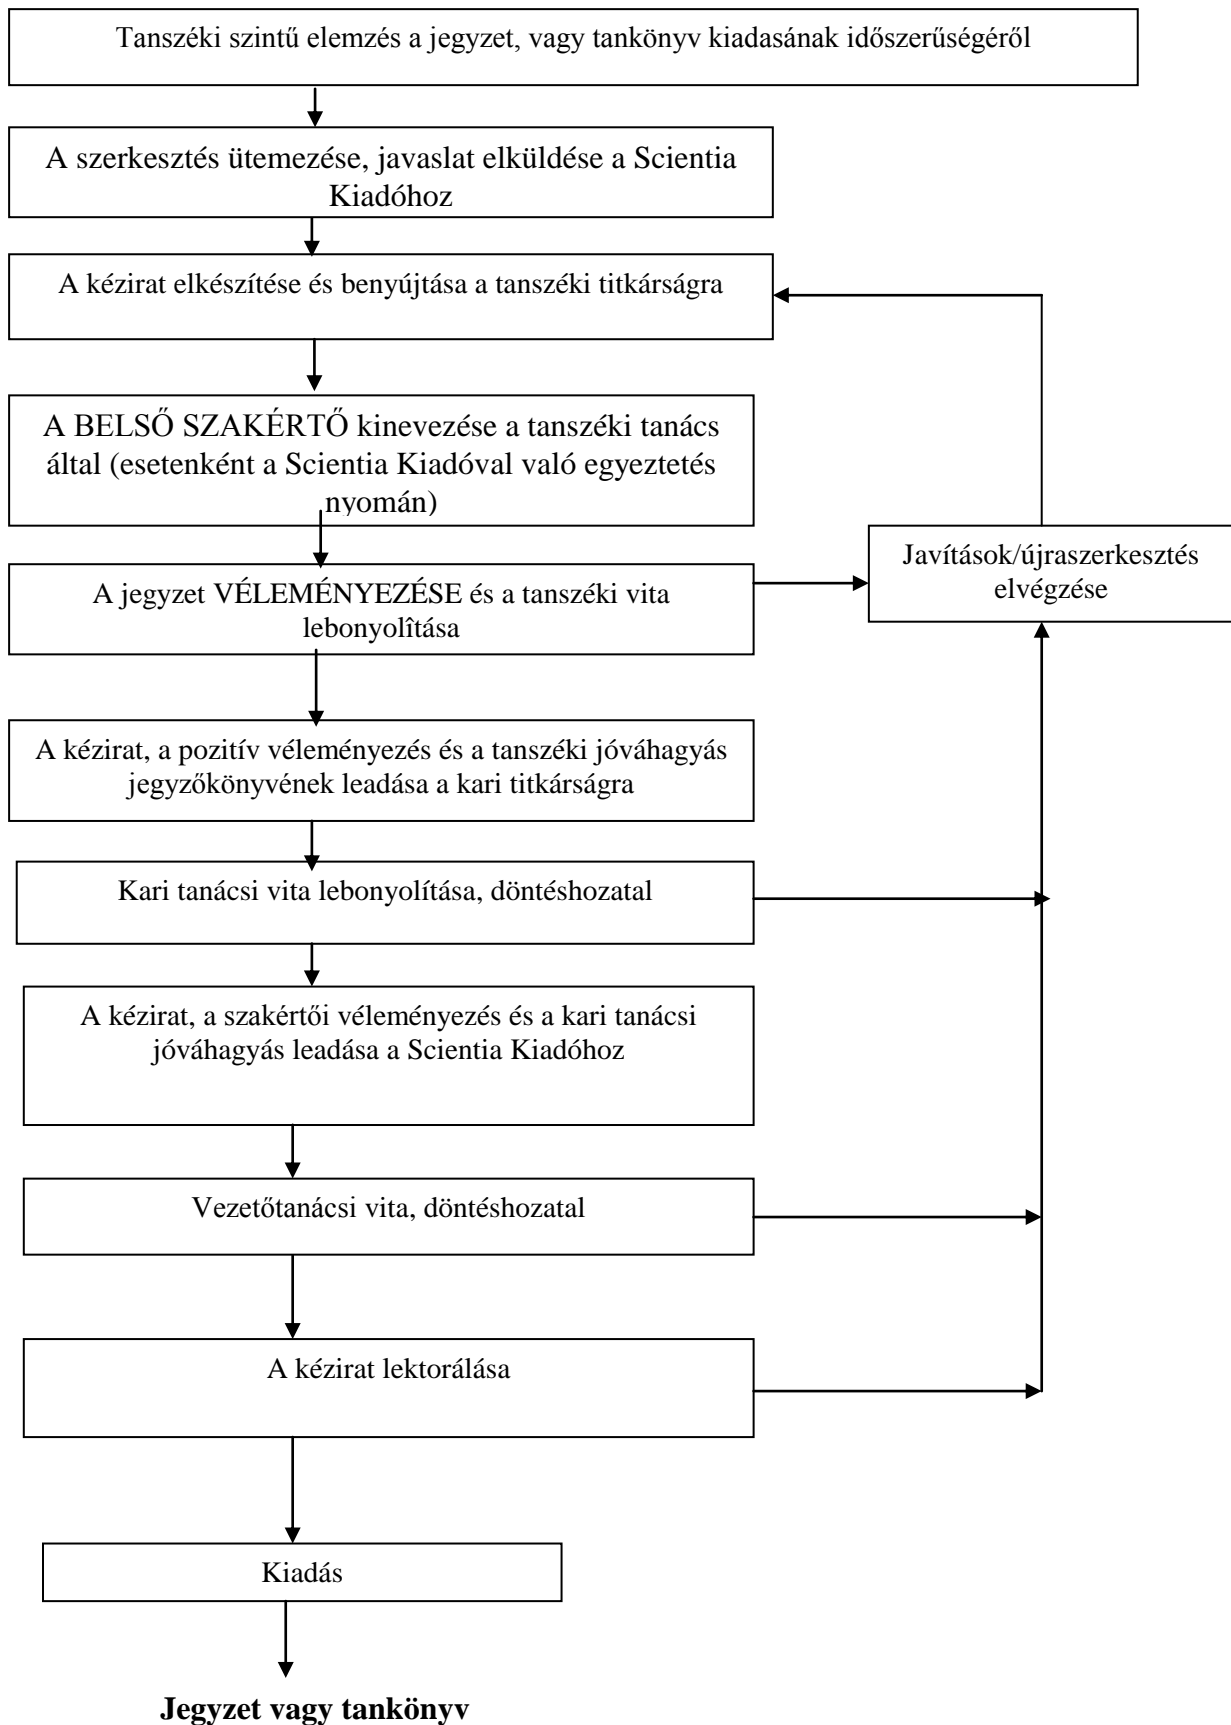 Tanszéki szintű elemzés a jegyzet, vagy tankönyv kiadasának időszerűségéről
A szerkesztés ütemezése, javaslat elküldése a Scientia
Kiadóhoz
A kézirat elkészítése és benyújtása a tanszéki titkárságra
A BELSŐ SZAKÉRTŐ kinevezése a tanszéki tanács
által (esetenként a Scientia Kiadóval való egyeztetés
nyomán)
Javítások/újraszerkesztés
elvégzése
A jegyzet VÉLEMÉNYEZÉSE és a tanszéki vita
lebonyolîtása
A kézirat, a pozitív véleményezés és a tanszéki jóváhagyás
jegyzőkönyvének leadása a kari titkárságra
Kari tanácsi vita lebonyolítása, döntéshozatal
A kézirat, a szakértői véleményezés és a kari tanácsi
jóváhagyás leadása a Scientia Kiadóhoz
Vezetőtanácsi vita, döntéshozatal
A kézirat lektorálása
Kiadás
Jegyzet vagy tankönyv